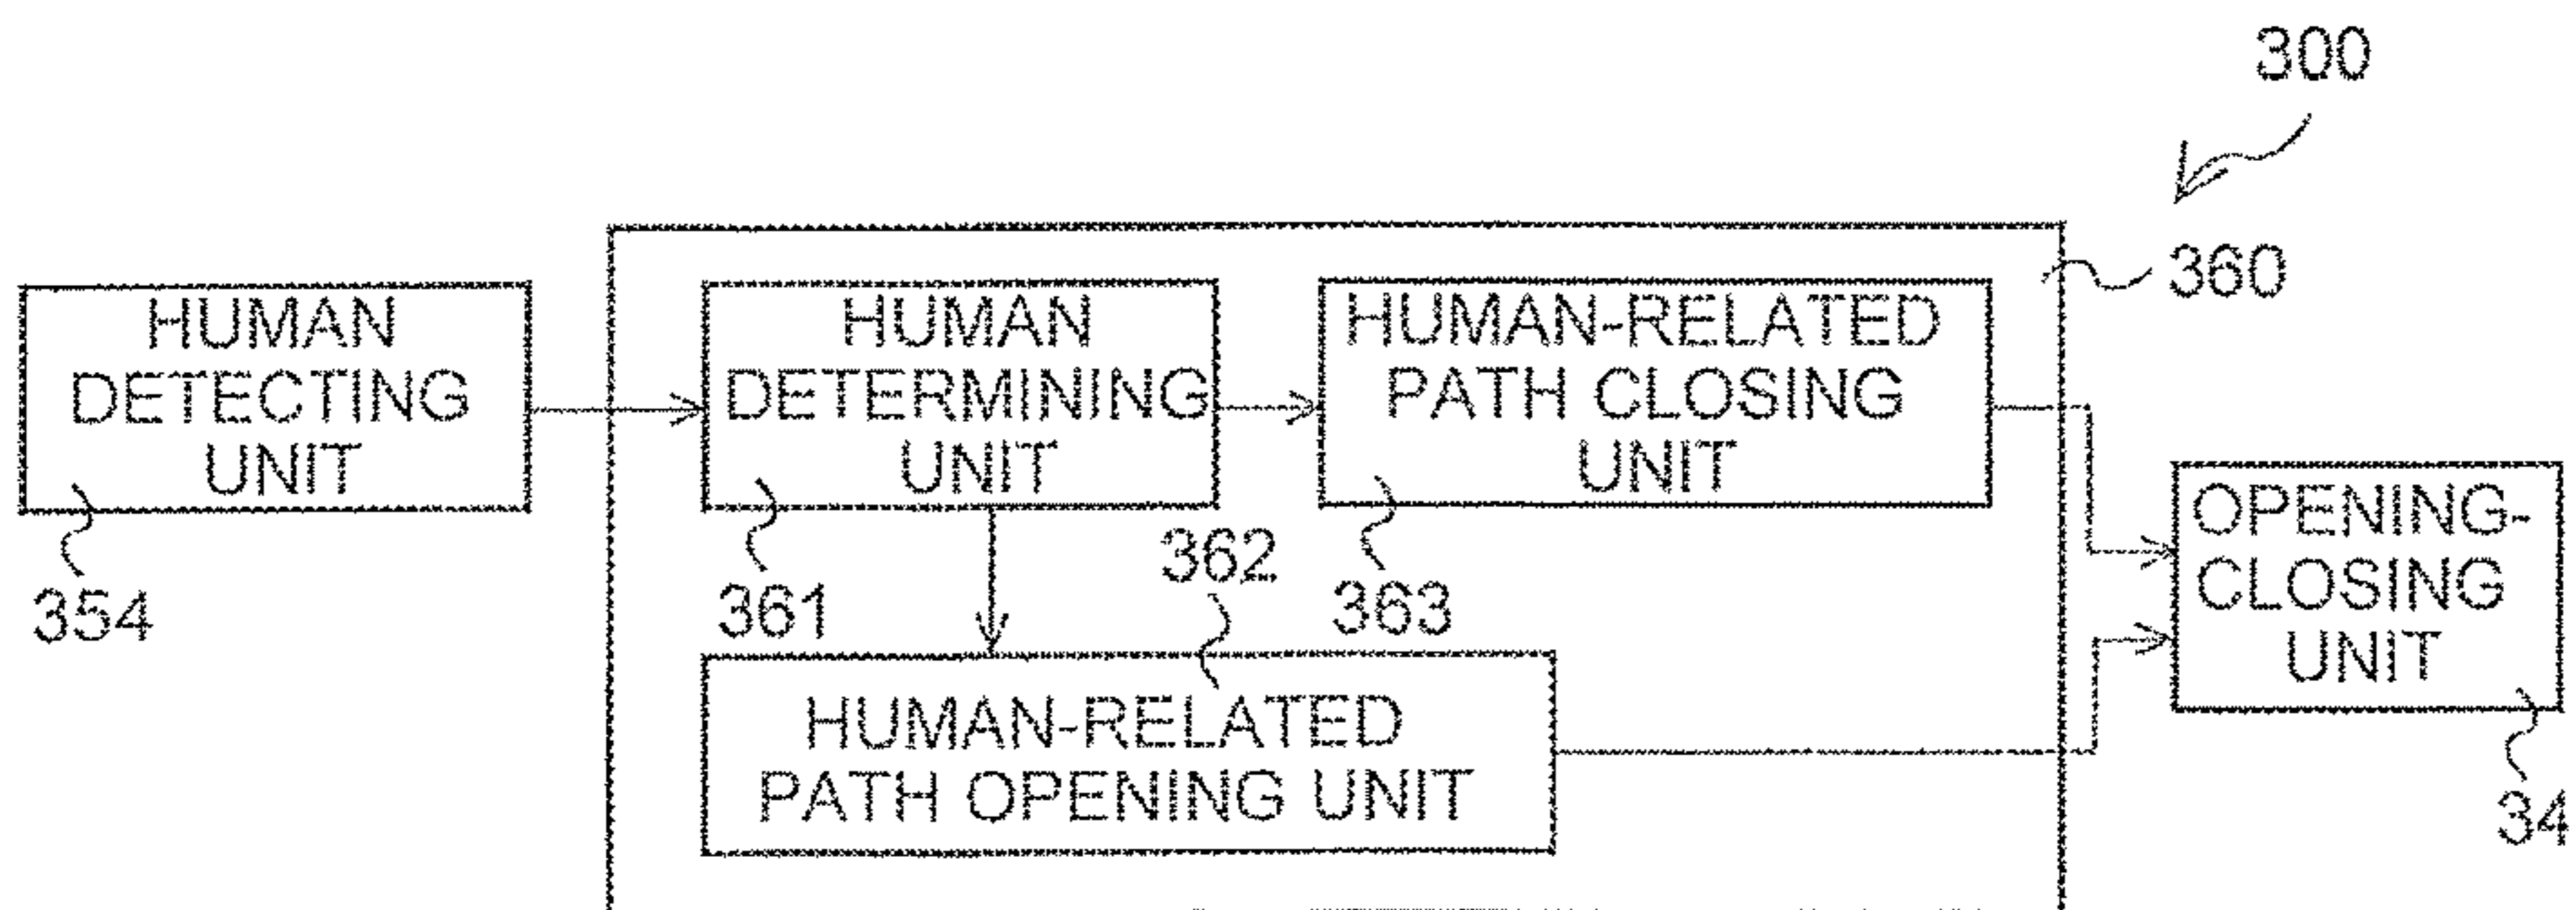 300
360
HUMAN
DETECTING
UNIT
354
HUMAN
DETERMINING
UNIT
361
HUMAN-RELATED
PATH CLOSING
UNIT
363
362
HUMAN-RELATED
PATH OPENING UNIT
OPENING-
CLOSING
UNIT
34